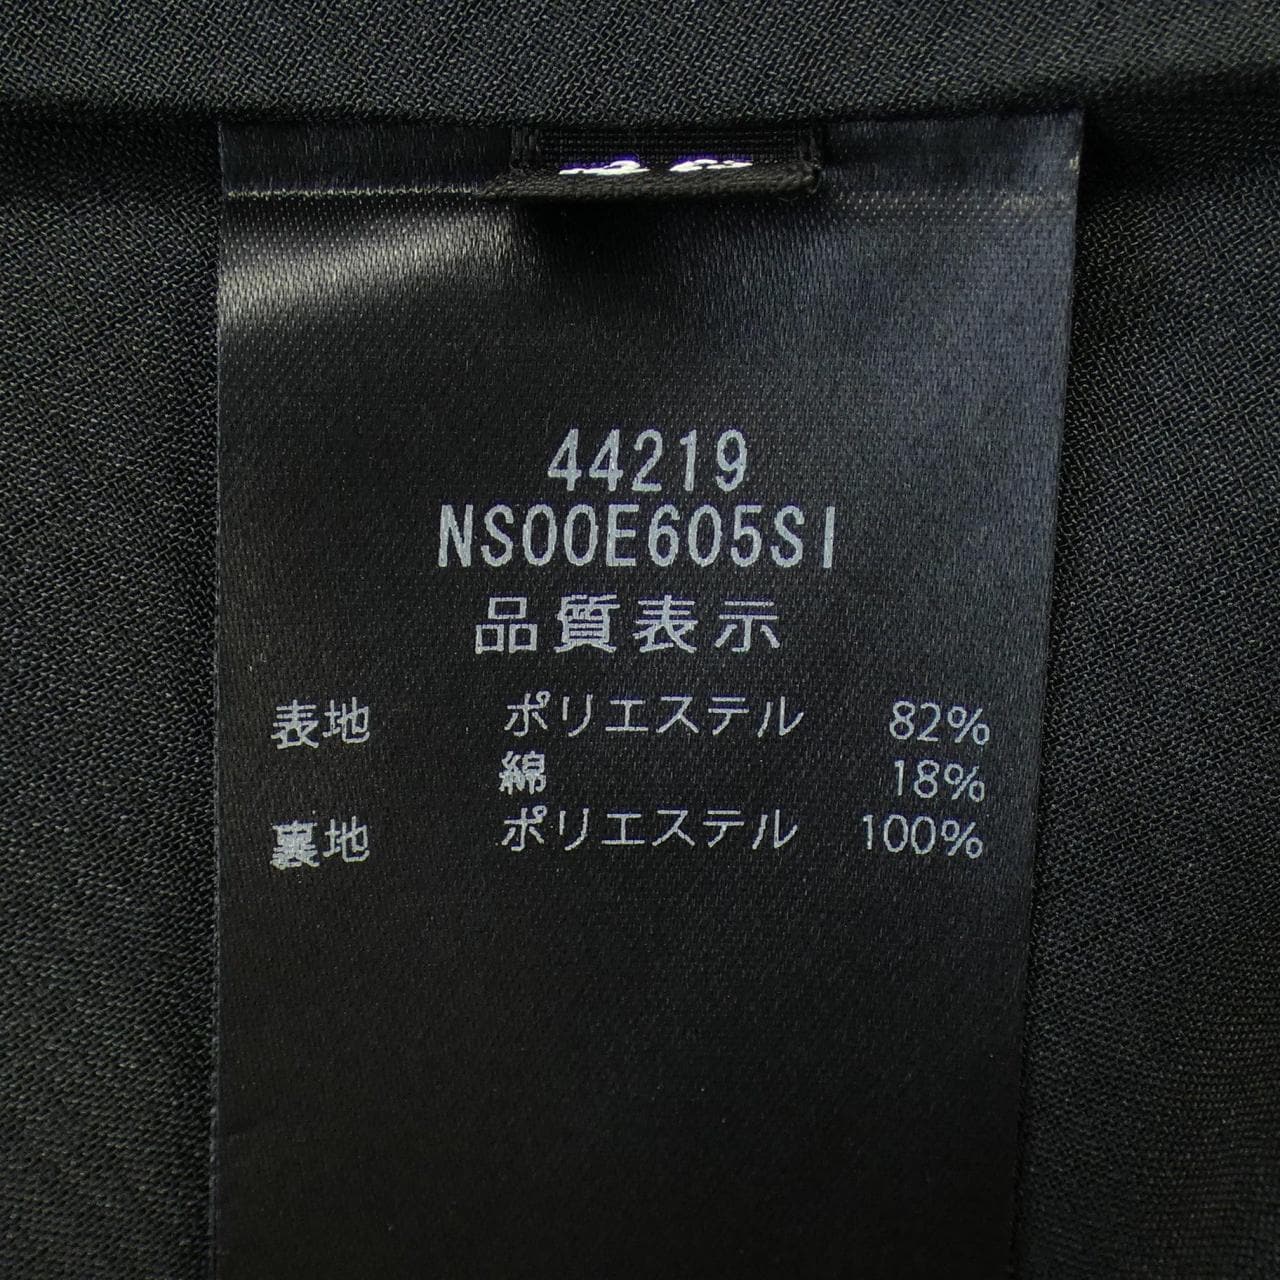 44219
NS00E605SI
品質表示
表地 ポリエステル 82%
綿 18%
裏地 ポリエステル 100%